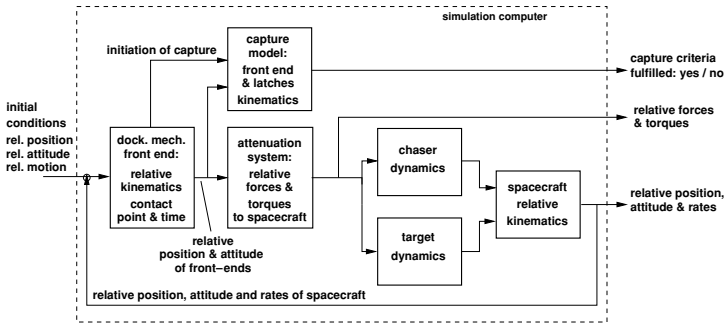 simulation computer
initiation of capture
capture
model:
front end
& latches
kinematics
capture criteria
fulfilled: yes / no
initial
conditions
rel. position
rel. attitude
rel. motion
dock. mech.
front end:
relative
kinematics
contact
point & time
attenuation
system:
relative
forces &
torques
to spacecraft
relative forces
& torques
chaser
dynamics
target
dynamics
spacecraft
relative
kinematics
relative position,
attitude & rates
relative
position & attitude
of front–ends
relative position, attitude and rates of spacecraft